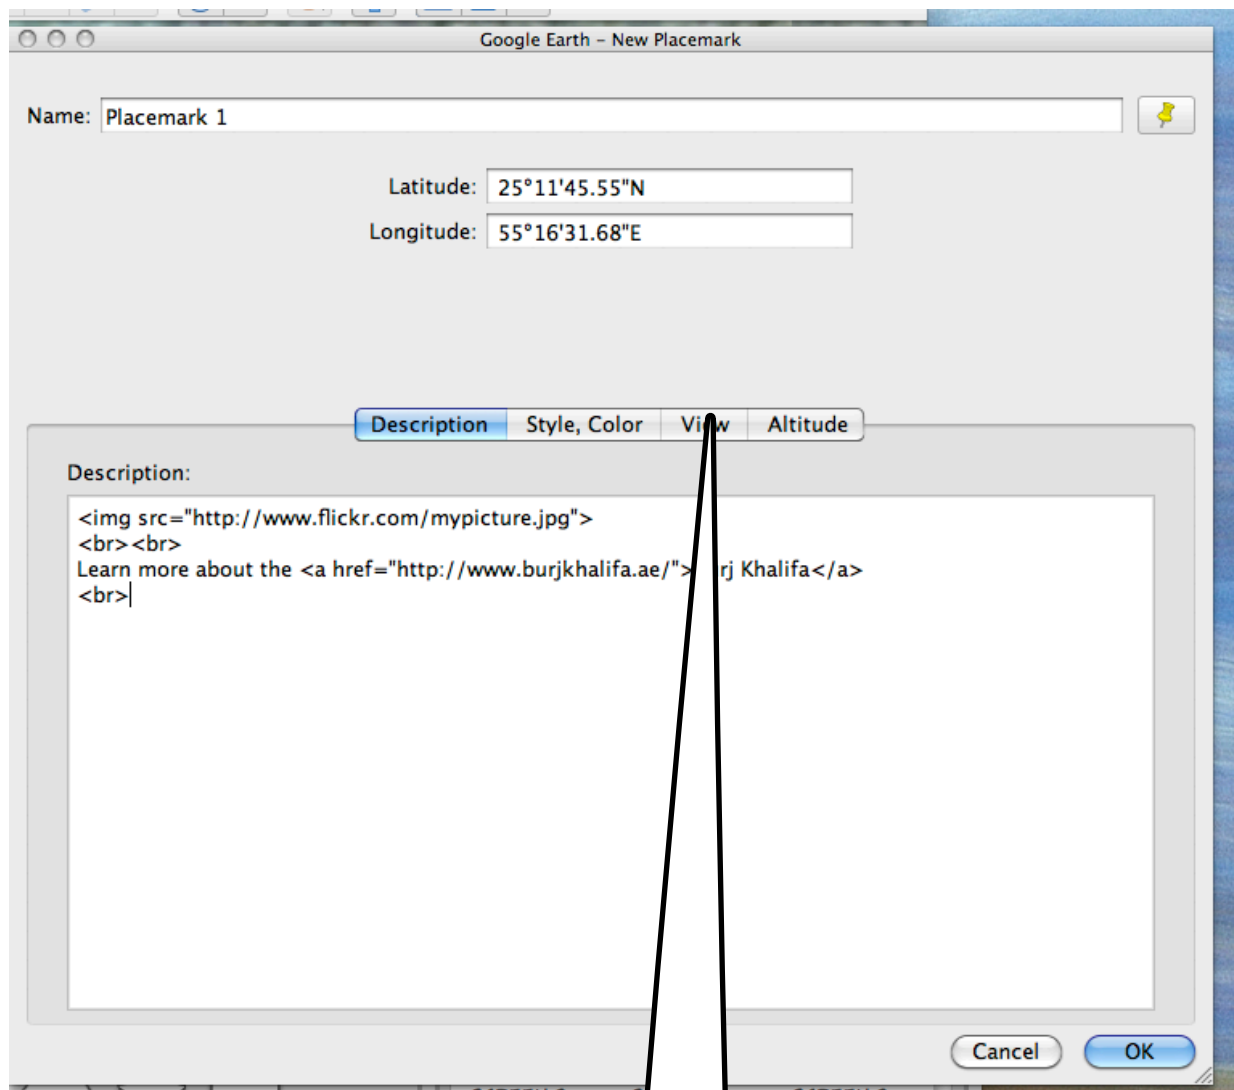 Google Earth – New Placemark
Name: Placemark 1
Latitude: 25°11'45.55"N
Longitude: 55°16'31.68"E
Description Style, Color View Altitude
Description:
<img src="http://www.flickr.com/mypicture.jpg">
<br><br>
Learn more about the <a href="http://www.burjkhalifa.ae/"> rj Khalifa</a>
<br>
Cancel OK